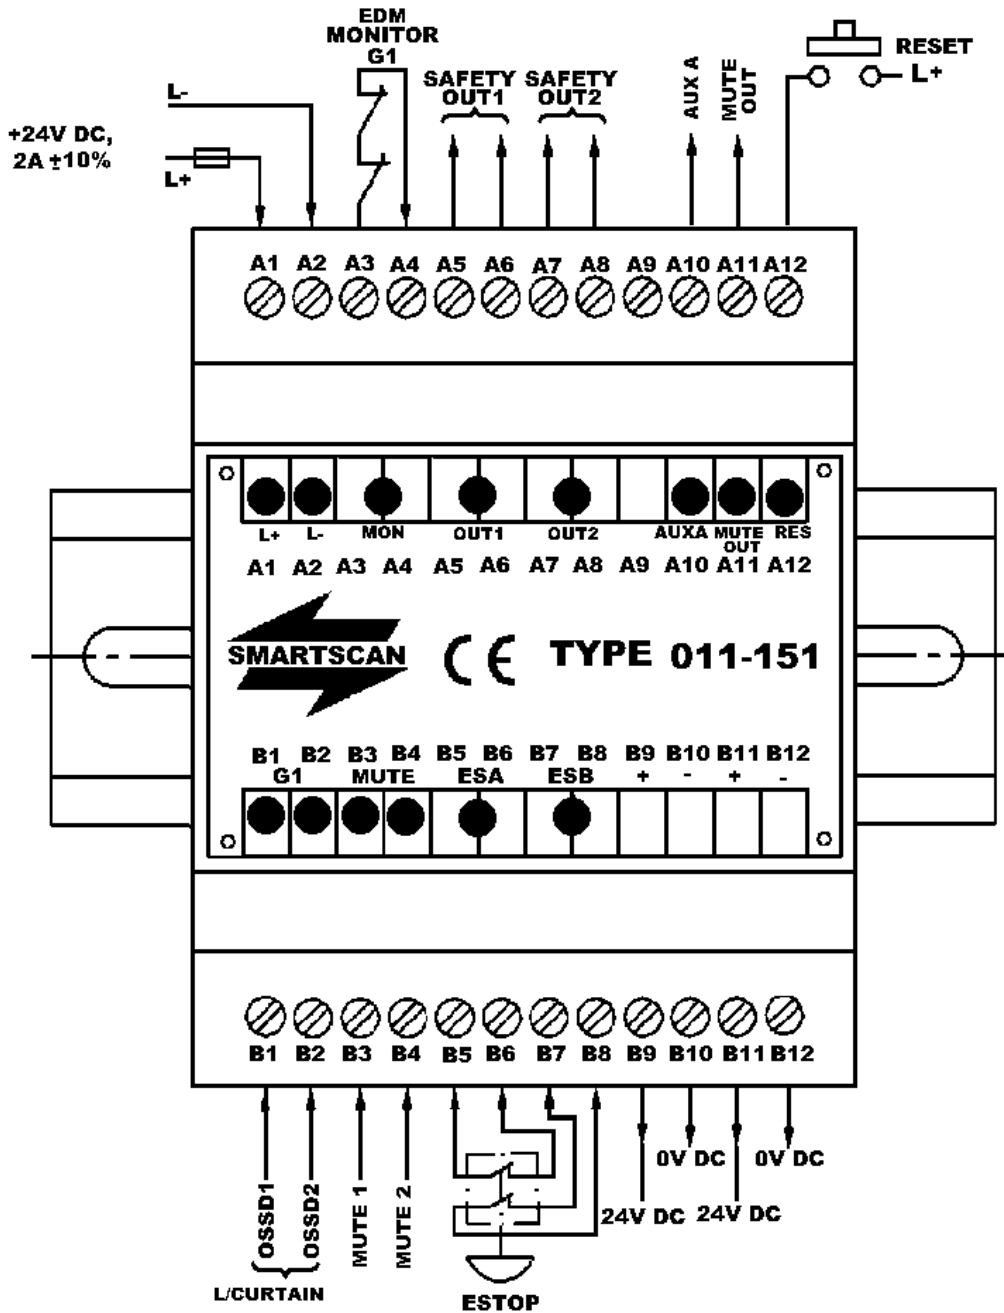 EDM
MONITOR
G1
RESET
L+
SAFETY
OUT1
SAFETY
OUT2
AUX A
MUTE
OUT
L-
+24V DC,
2A ±10%
L+
A1 A2 A3 A4 A5 A6 A7 A8 A9 A10 A11 A12
L+ L- MON OUT1 OUT2 AUXA MUTE RES
OUT
A1 A2 A3 A4 A5 A6 A7 A8 A9 A10 A11 A12
SMARTSCAN CE TYPE 011-151
B1 B2 B3 B4 B5 B6 B7 B8 B9 B10 B11 B12
G1 MUTE ESA ESB + - + -
B1 B2 B3 B4 B5 B6 B7 B8 B9 B10 B11 B12
OSSD1
OSSD2
MUTE 1
MUTE 2
0V DC 0V DC
24V DC 24V DC
L/CURTAIN
ESTOP